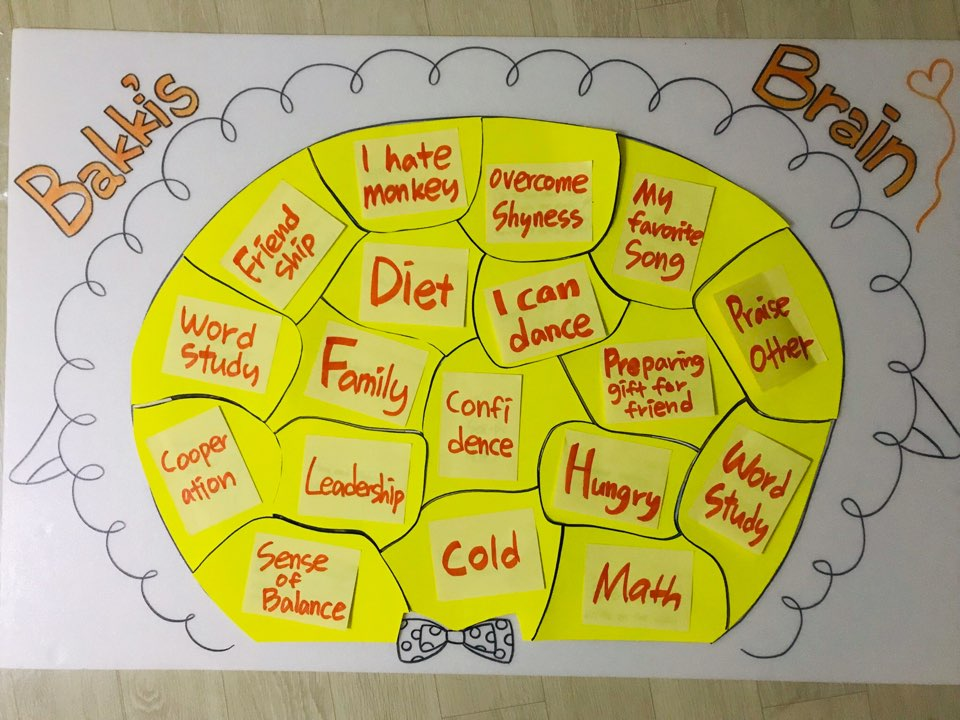 Bakki's
Brain
I hate
monkey
overcome
Shyness
My
favorite
Song
Friend
ship
Diet
I can
dance
Praise
Other
Word
study
Family
Preparing
gift for
friend
Confi
dence
Cooper
ation
Leadership
Hungry
Word
Study
Sense
of
Balance
Cold
Math